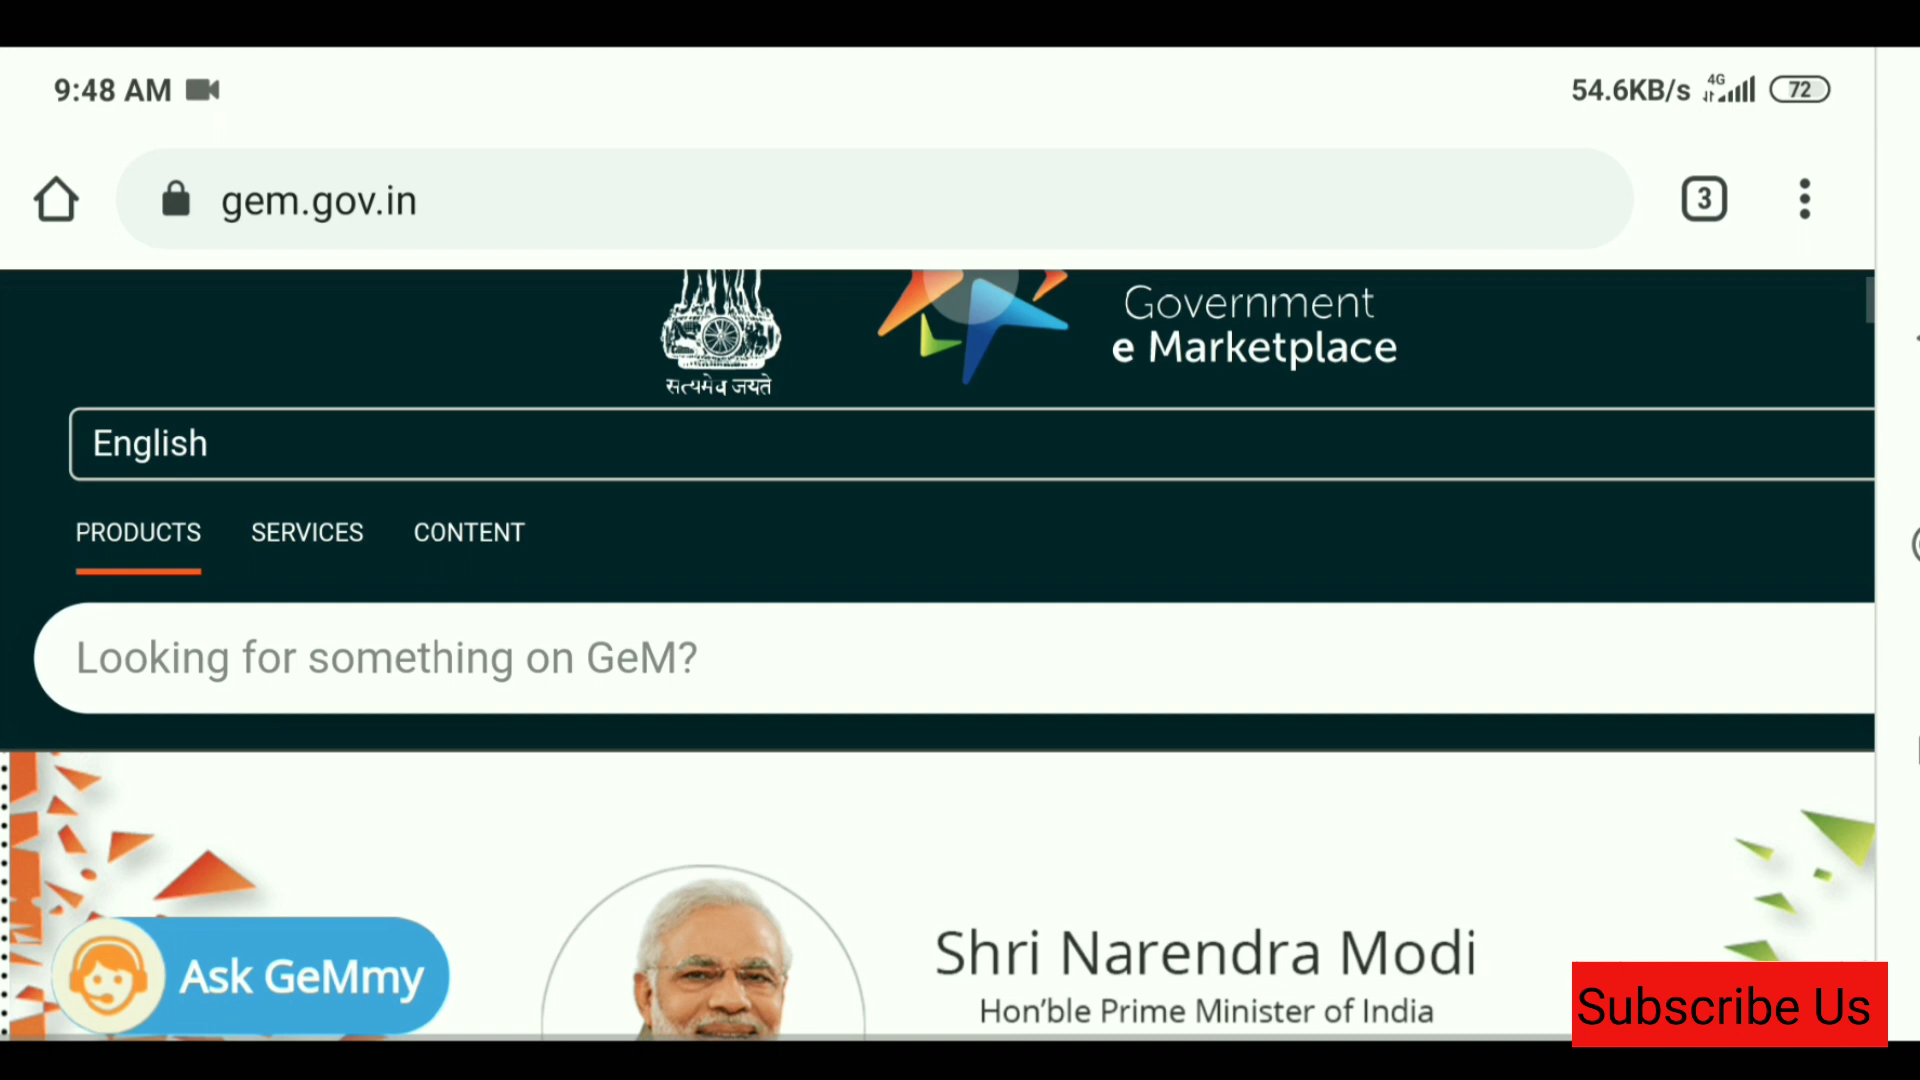 9:48 AM
54.6KB/s 4G 72
gem.gov.in
3
Government
e Marketplace
सत्यमेव जयते
English
PRODUCTS SERVICES CONTENT
Looking for something on GeM?
Ask GeMmy
Shri Narendra Modi
Hon'ble Prime Minister of India
Subscribe Us